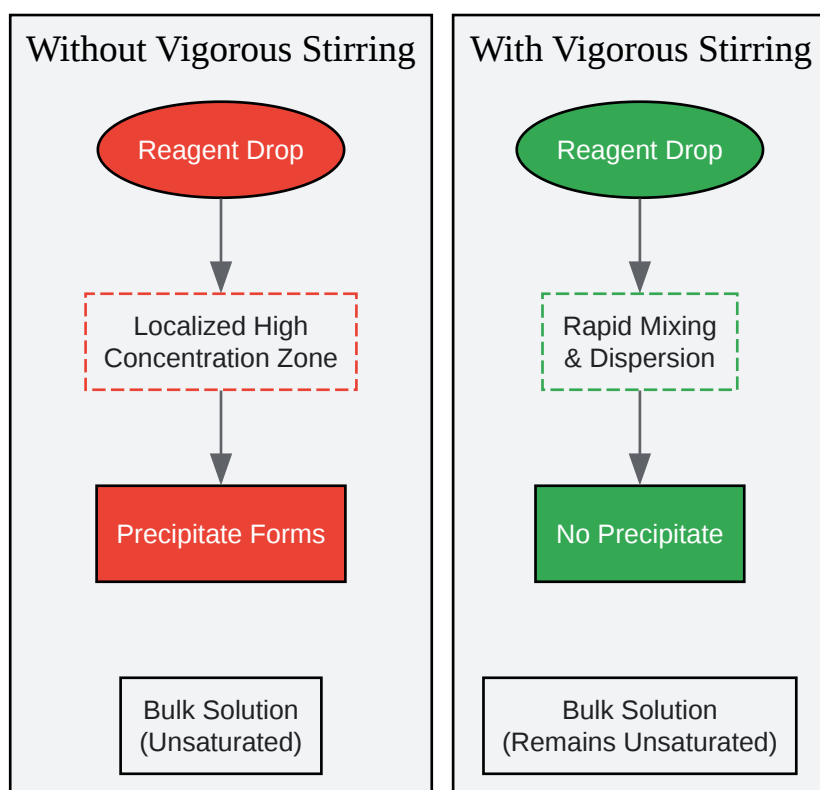 Without Vigorous Stirring
Reagent Drop
Localized High
Concentration Zone
Precipitate Forms
Bulk Solution
(Unsaturated)
With Vigorous Stirring
Reagent Drop
Rapid Mixing
& Dispersion
No Precipitate
Bulk Solution
(Remains Unsaturated)